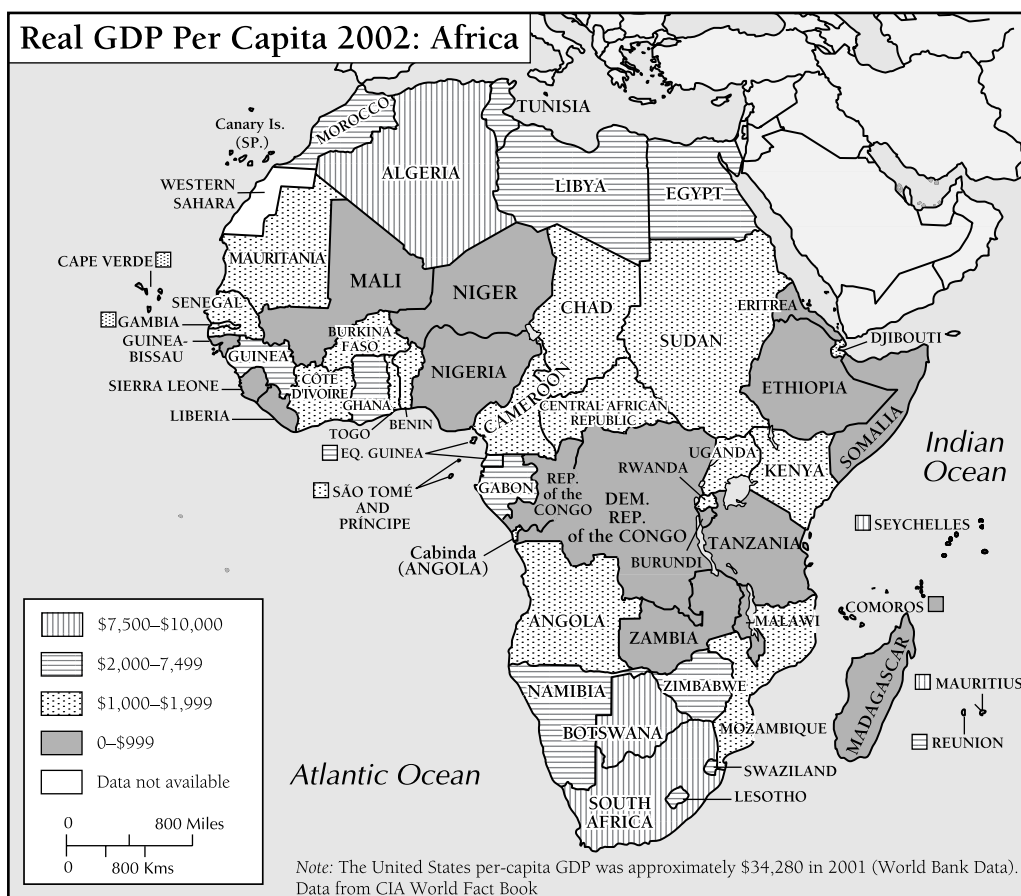 Real GDP Per Capita 2002: Africa
TUNISIA
MOROCCO
Canary Is.
(SP.)
ALGERIA
LIBYA
EGYPT
WESTERN
SAHARA
MAURITANIA
CAPE VERDE
MALI
NIGER
CHAD
SUDAN
ERITREA
SENEGAL
GAMBIA
GUINEA-
BISSAU
BURKINA
FASO
DJIBOUTI
GUINEA
NIGERIA
ETHIOPIA
SIERRA LEONE
CÔTE
D'IVOIRE
GHANA
CAMEROON
CENTRAL AFRICAN
REPUBLIC
SOMALIA
LIBERIA
TOGO
BENIN
EQ. GUINEA
UGANDA
KENYA
Indian
Ocean
RWANDA
GABON
REP.
of the
CONGO
DEM.
REP.
of the CONGO
SÃO TOMÉ
AND
PRÍNCIPE
SEYCHELLES
TANZANIA
Cabinda
(ANGOLA)
BURUNDI
COMOROS
ANGOLA
ZAMBIA
MALAWI
MADAGASCAR
MAURITIUS
NAMIBIA
ZIMBABWE
BOTSWANA
MOZAMBIQUE
REUNION
Atlantic Ocean
SWAZILAND
LESOTHO
SOUTH
AFRICA
$7,500–$10,000
$2,000–7,499
$1,000–$1,999
0–$999
Data not available
0 800 Miles
0 800 Kms
Note: The United States per-capita GDP was approximately $34,280 in 2001 (World Bank Data).
Data from CIA World Fact Book